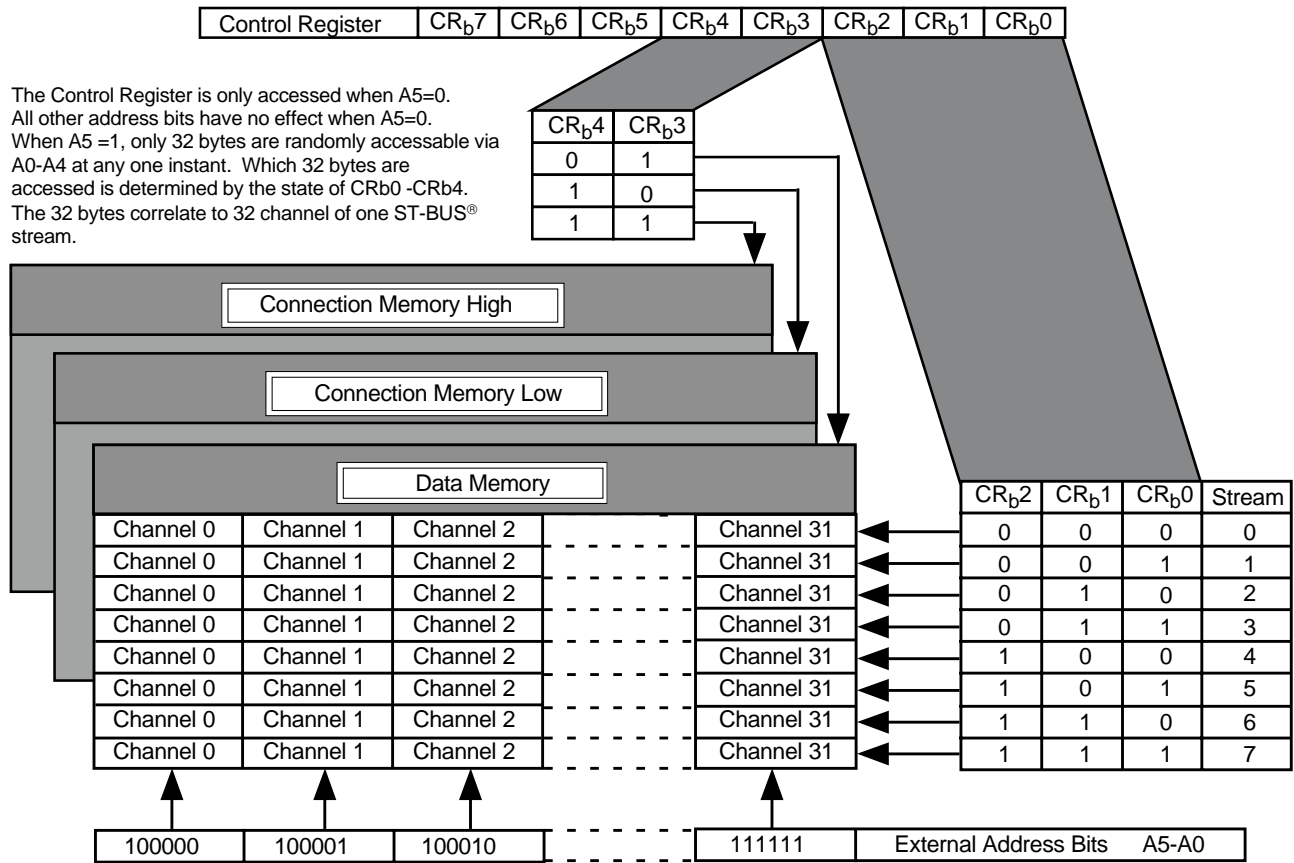 Control Register CRb7 CRb6 CRb5 CRb4 CRb3 CRb2 CRb1 CRb0
The Control Register is only accessed when A5=0.
All other address bits have no effect when A5=0.
When A5 =1, only 32 bytes are randomly accessable via
A0-A4 at any one instant. Which 32 bytes are
accessed is determined by the state of CRb0 -CRb4.
The 32 bytes correlate to 32 channel of one ST-BUS®
stream.
CRb4 CRb3
0 1
1 0
1 1
Connection Memory High
Connection Memory Low
Data Memory
CRb2 CRb1 CRb0 Stream
Channel 0 Channel 1 Channel 2 Channel 31 0 0 0 0
Channel 0 Channel 1 Channel 2 Channel 31 0 0 1 1
Channel 0 Channel 1 Channel 2 Channel 31 0 1 0 2
Channel 0 Channel 1 Channel 2 Channel 31 0 1 1 3
Channel 0 Channel 1 Channel 2 Channel 31 1 0 0 4
Channel 0 Channel 1 Channel 2 Channel 31 1 0 1 5
Channel 0 Channel 1 Channel 2 Channel 31 1 1 0 6
Channel 0 Channel 1 Channel 2 Channel 31 1 1 1 7
100000 100001 100010 111111 External Address Bits A5-A0